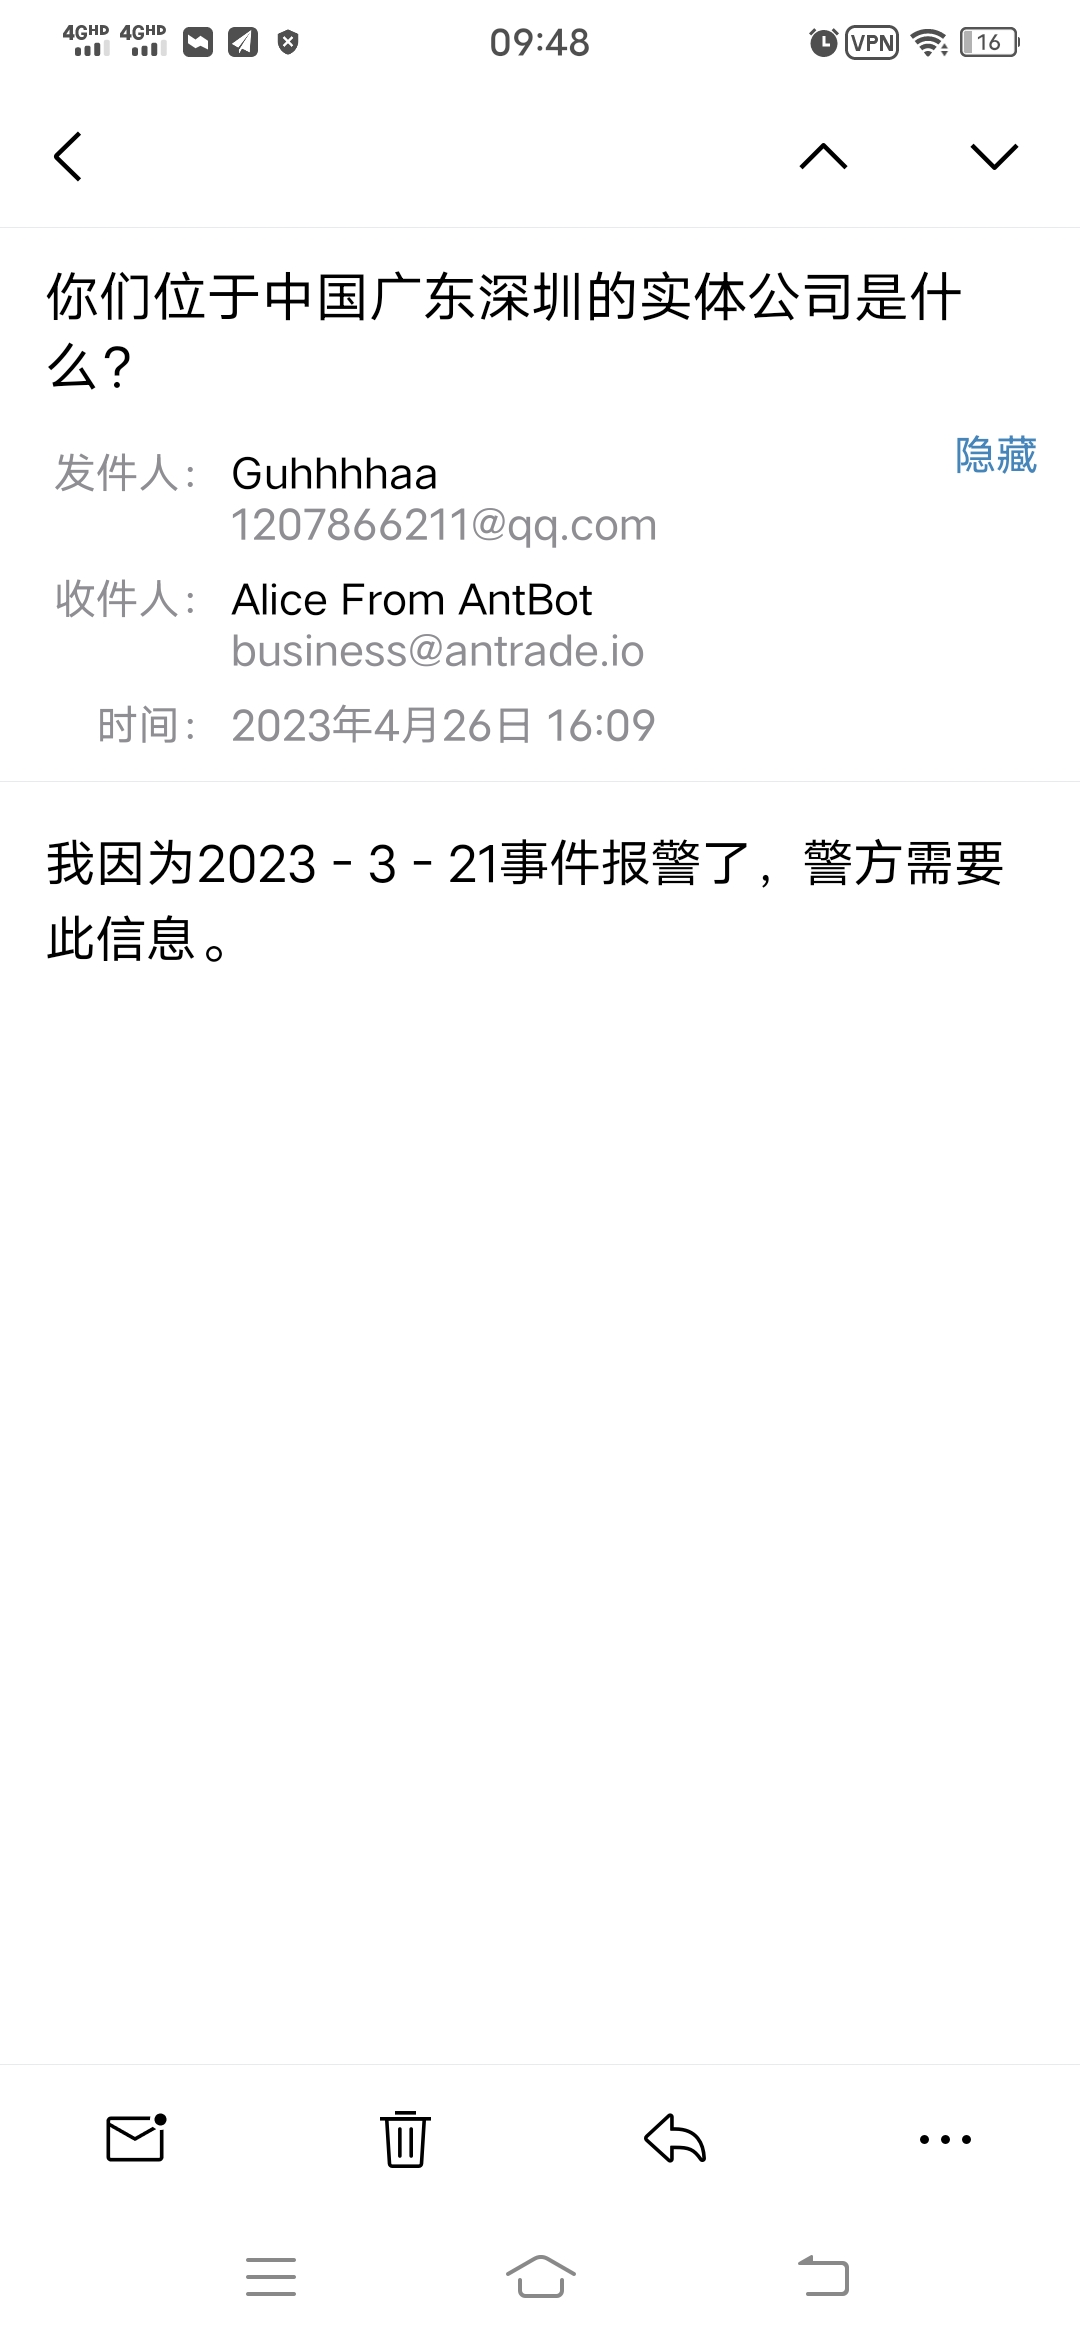 4GHD 4GHD 09:48 VPN 16
你们位于中国广东深圳的实体公司是什
么?
隐藏
发件人: Guhhhhaa
1207866211@qq.com
收件人: Alice From AntBot
business@antrade.io
时间: 2023年4月26日 16:09
我因为2023 - 3 - 21事件报警了，警方需要
此信息。